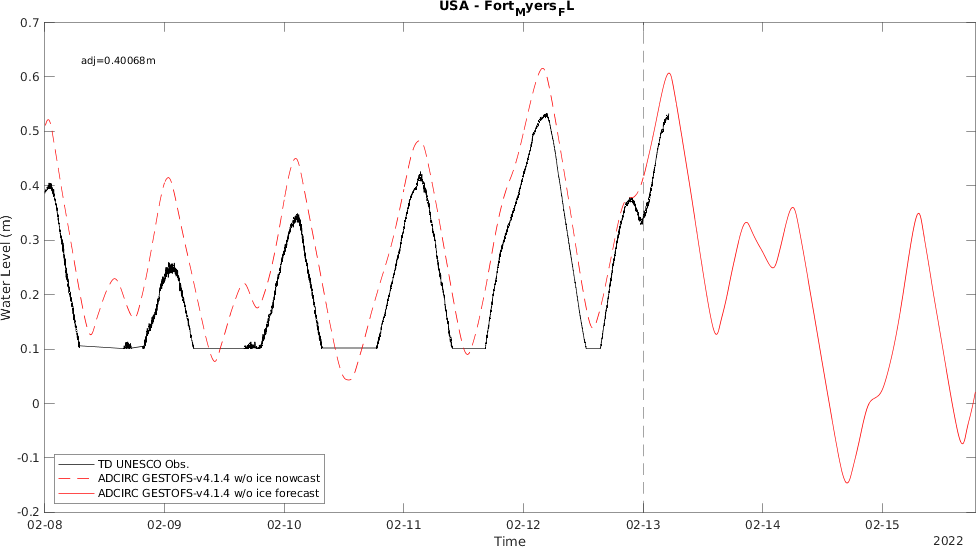 USA - Fort_Myers_FL
adj=0.40068m
0.7
0.6
0.5
0.4
0.3
0.2
0.1
0
-0.1
-0.2
Water Level (m)
TD UNESCO Obs.
ADCIRC GESTOFS-v4.1.4 w/o ice nowcast
ADCIRC GESTOFS-v4.1.4 w/o ice forecast
02-08 02-09 02-10 02-11 02-12 02-13 02-14 02-15
Time
2022